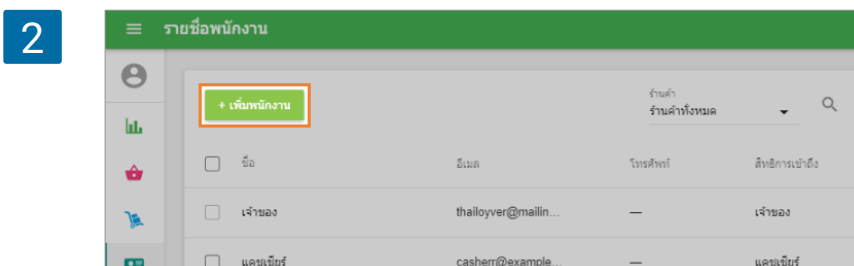 2
รายชื่อพนักงาน
+ เพิ่มพนักงาน
ร้านค้า
ร้านค้าทั้งหมด
ชื่อ อีเมล โทรศัพท์ สิทธิการเข้าถึง
เจ้าของ thailoyver@mailin... — เจ้าของ
แคชเชียร์ casherr@example... — แคชเชียร์